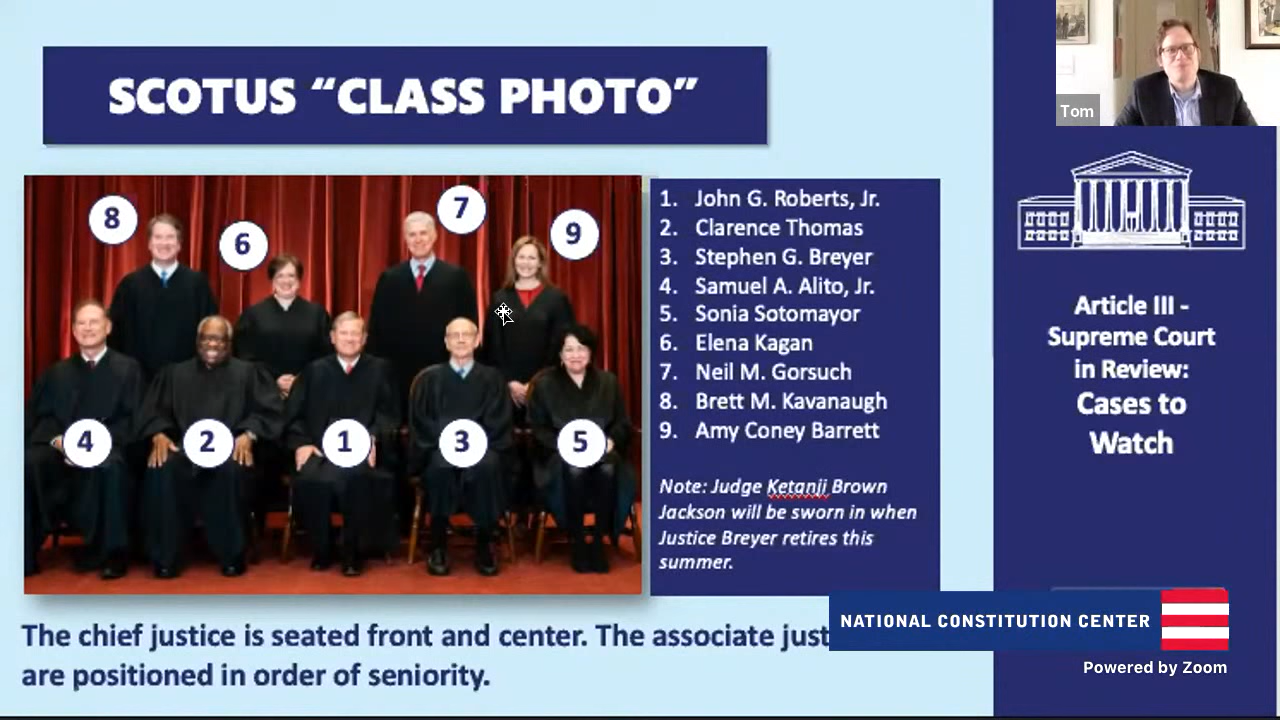 SCOTUS “CLASS PHOTO”
Tom
8
6
7
9
4
2
1
3
5
1. John G. Roberts, Jr.
2. Clarence Thomas
3. Stephen G. Breyer
4. Samuel A. Alito, Jr.
5. Sonia Sotomayor
6. Elena Kagan
7. Neil M. Gorsuch
8. Brett M. Kavanaugh
9. Amy Coney Barrett
Note: Judge Ketanji Brown
Jackson will be sworn in when
Justice Breyer retires this
summer.
The chief justice is seated front and center. The associate just
are positioned in order of seniority.
Article III -
Supreme Court
in Review:
Cases to
Watch
NATIONAL CONSTITUTION CENTER
Powered by Zoom